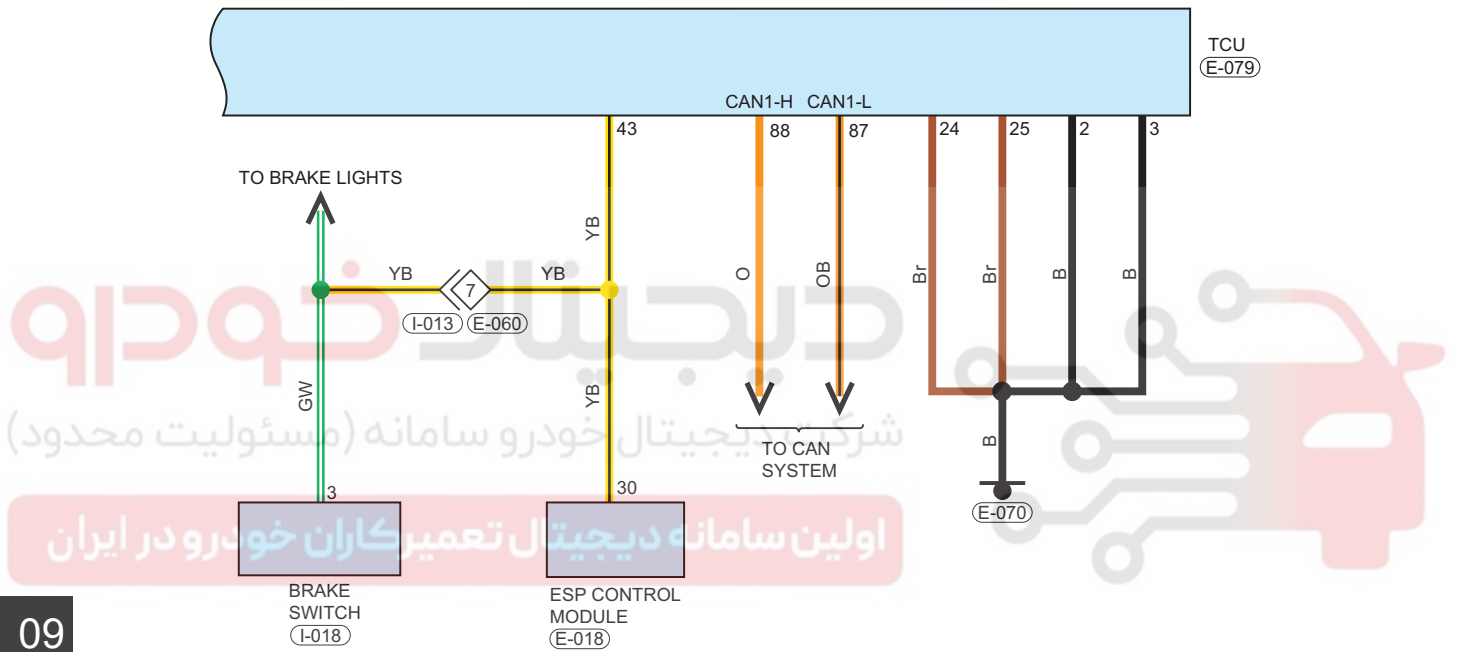 TCU
E-079
CAN1-H CAN1-L
43
88
87
24
25
2
3
TO BRAKE LIGHTS
YB
O
OB
Br
Br
B
B
YB
7
YB
I-013
E-060
دیجیتال خودرو
GW
YB
شرکت دیجیتال خودرو سامانه (مسئولیت محدود)
TO CAN
SYSTEM
B
3
30
E-070
اولین سامانه دیجیتال تعمیرکاران خودرو در ایران
BRAKE
SWITCH
I-018
ESP CONTROL
MODULE
E-018
09